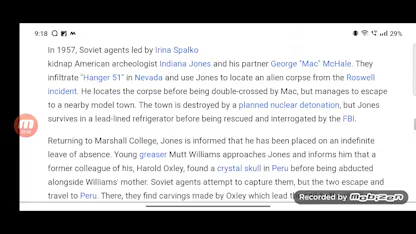 9:18
29%
In 1957, Soviet agents led by Irina Spalko
kidnap American archeologist Indiana Jones and his partner George "Mac" McHale. They
infiltrate "Hanger 51" in Nevada and use Jones to locate an alien corpse from the Roswell
incident. He locates the corpse before being double-crossed by Mac, but manages to escape
to a nearby model town. The town is destroyed by a planned nuclear detonation, but Jones
survives in a lead-lined refrigerator before being rescued and interrogated by the FBI.
Returning to Marshall College, Jones is informed that he has been placed on an indefinite
leave of absence. Young greaser Mutt Williams approaches Jones and informs him that a
former colleague of his, Harold Oxley, found a crystal skull in Peru before being abducted
alongside Williams' mother. Soviet agents attempt to capture them, but the two escape and
travel to Peru. There, they find carvings made by Oxley which lead th
Recorded by mobizen